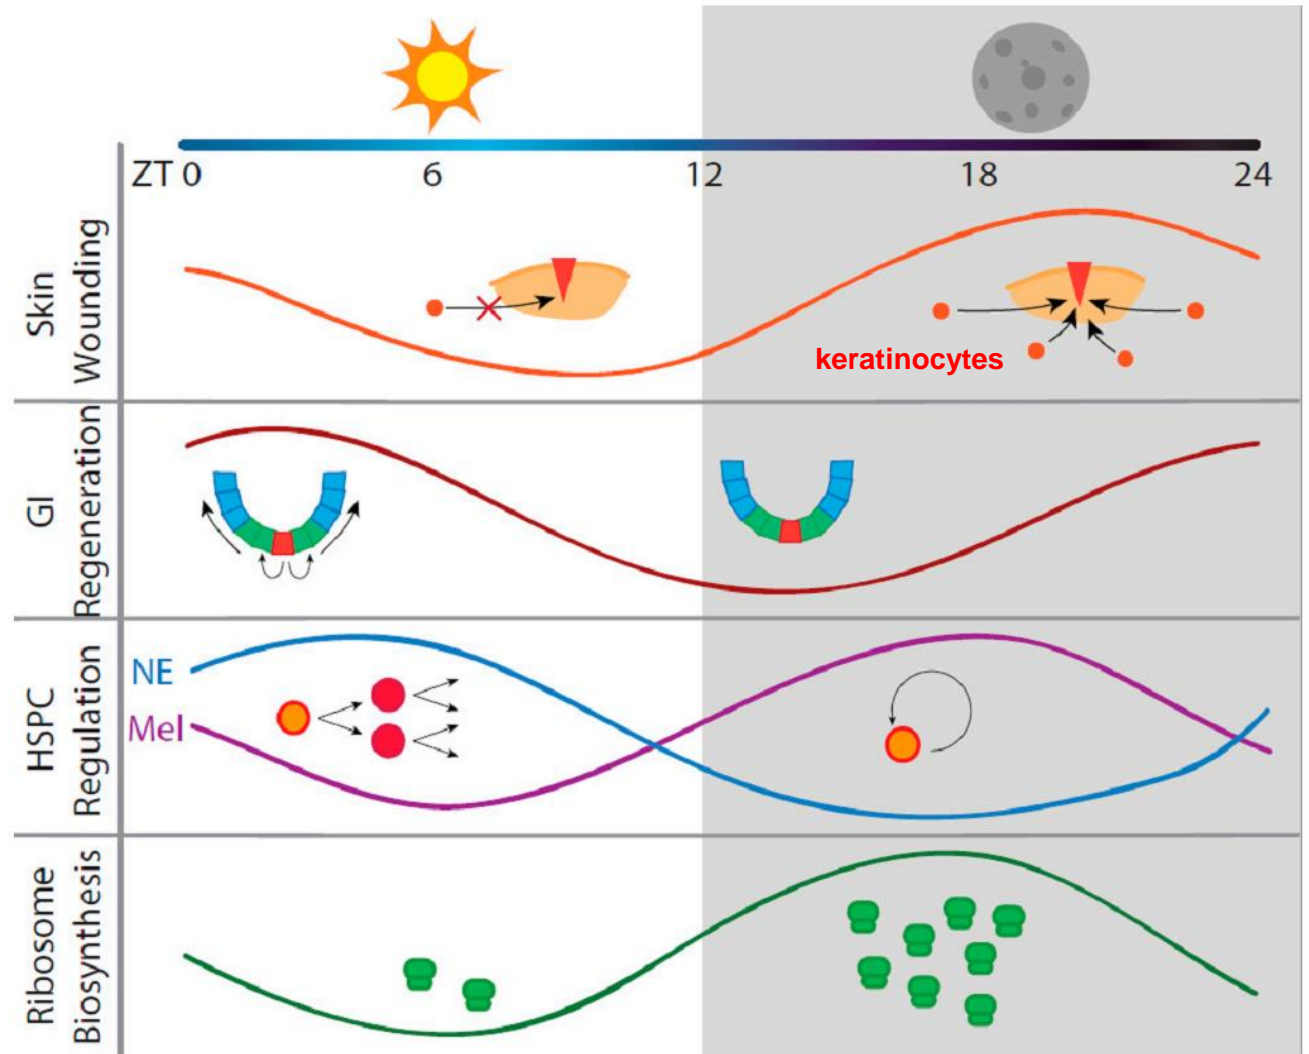 ZT 0 6 12 18 24
Skin
Wounding
keratinocytes
GI
Regeneration
HSPC
Regulation
NE
Mel
Ribosome
Biosynthesis